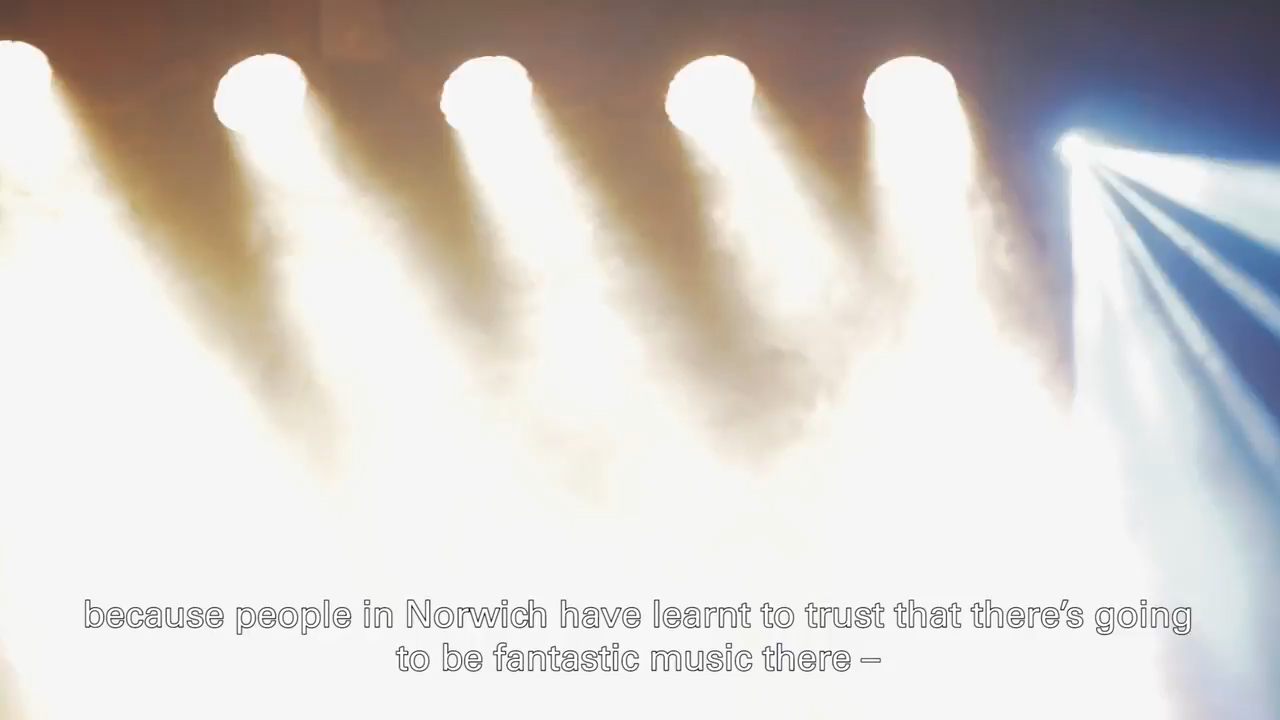 because people in Norwich have learnt to trust that there's going
to be fantastic music there –